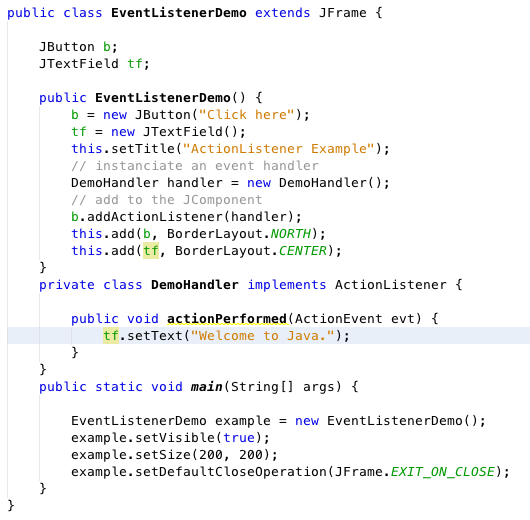 public class EventListenerDemo extends JFrame {
JButton b;
JTextField tf;
public EventListenerDemo() {
b = new JButton("Click here");
tf = new JTextField();
this.setTitle("ActionListener Example");
// instanciate an event handler
DemoHandler handler = new DemoHandler();
// add to the JComponent
b.addActionListener(handler);
this.add(b, BorderLayout.NORTH);
this.add(tf, BorderLayout.CENTER);
}
private class DemoHandler implements ActionListener {
public void actionPerformed(ActionEvent evt) {
tf.setText("Welcome to Java.");
}
}
public static void main(String[] args) {
EventListenerDemo example = new EventListenerDemo();
example.setVisible(true);
example.setSize(200, 200);
example.setDefaultCloseOperation(JFrame.EXIT_ON_CLOSE);
}
}